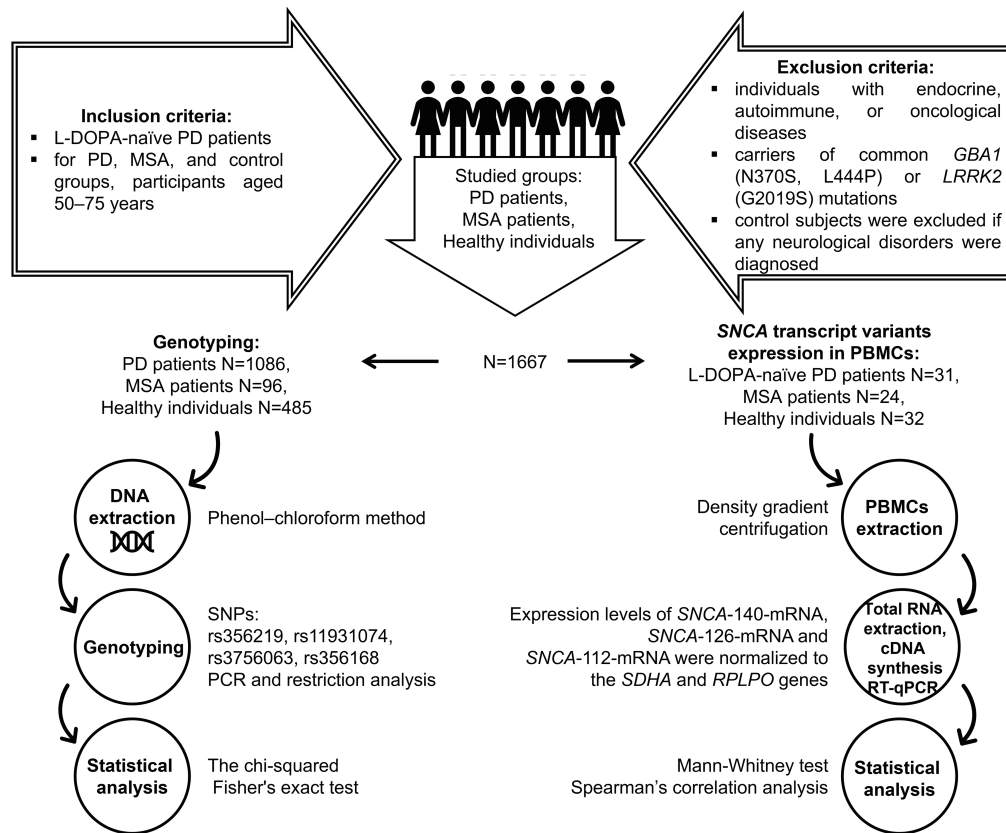 Inclusion criteria:
▪ L-DOPA-naïve PD patients
▪ for PD, MSA, and control
groups, participants aged
50–75 years
Studied groups:
PD patients,
MSA patients,
Healthy individuals
Exclusion criteria:
▪ individuals with endocrine,
autoimmune, or oncological
diseases
▪ carriers of common GBA1
(N370S, L444P) or LRRK2
(G2019S) mutations
▪ control subjects were excluded if
any neurological disorders were
diagnosed
Genotyping:
PD patients N=1086,
MSA patients N=96,
Healthy individuals N=485
N=1667
SNCA transcript variants
expression in PBMCs:
L-DOPA-naïve PD patients N=31,
MSA patients N=24,
Healthy individuals N=32
DNA
extraction
Phenol–chloroform method
Genotyping
SNPs:
rs356219, rs11931074,
rs3756063, rs356168
PCR and restriction analysis
Statistical
analysis
The chi-squared
Fisher's exact test
Density gradient
centrifugation
PBMCs
extraction
Expression levels of SNCA-140-mRNA,
SNCA-126-mRNA and
SNCA-112-mRNA were normalized to
the SDHA and RPLPO genes
Total RNA
extraction,
cDNA
synthesis
RT-qPCR
Mann-Whitney test
Spearman's correlation analysis
Statistical
analysis